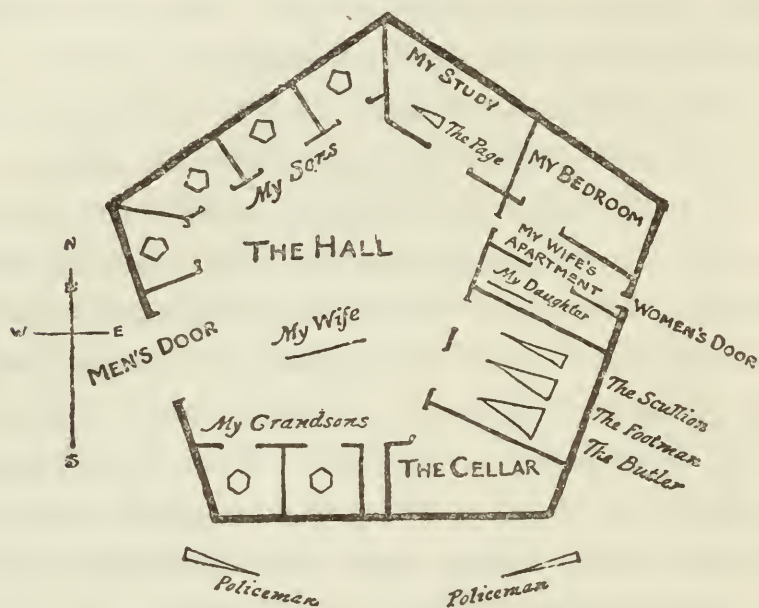 MY STUDY
The Page
MY BEDROOM
My Sons
N
THE HALL
MY WIFE'S
APARTMENT
My Daughter
WOMEN'S DOOR
W
E
MEN'S DOOR
My Wife
The Scullion
The Footman
The Butler
My Grandsons
S
THE CELLAR
Policeman
Policeman